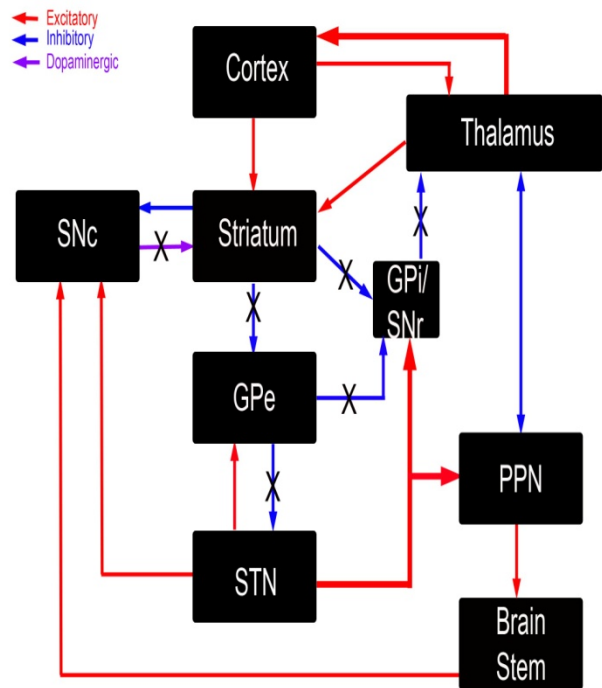 Excitatory
Inhibitory
Dopaminergic
Cortex
Thalamus
SNc
Striatum
GPi/
SNr
GPe
PPN
STN
Brain
Stem